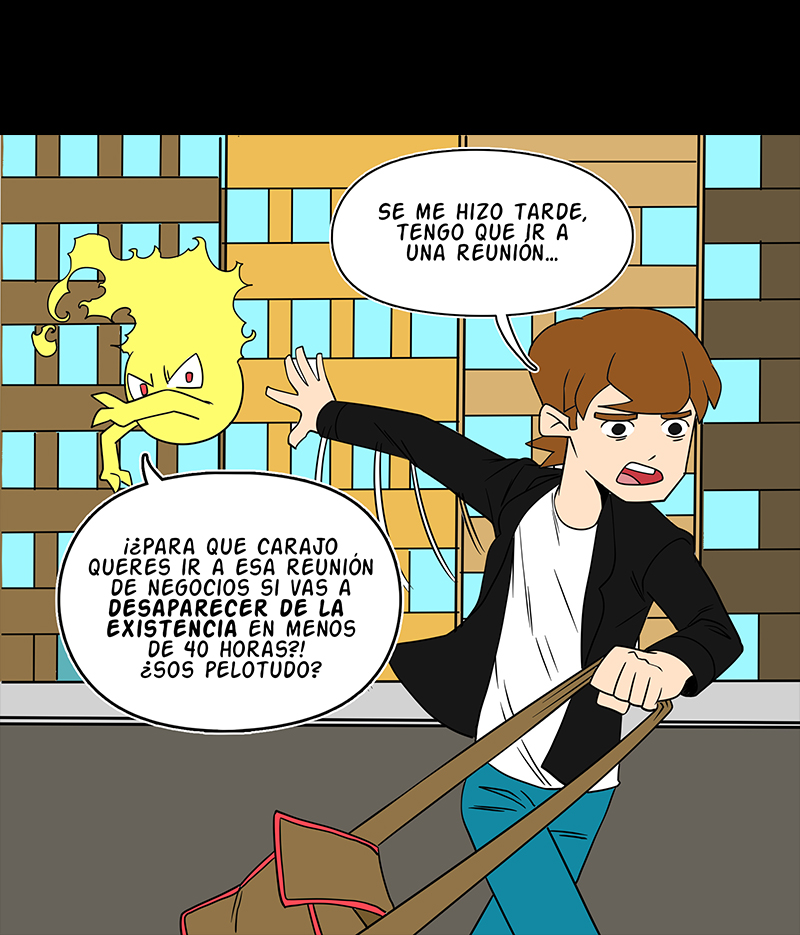 SE ME HIZO TARDE,
TENGO QUE IR A
UNA REUNIÓN...
¡¿PARA QUE CARAJO
QUERES IR A ESA REUNIÓN
DE NEGOCIOS SI VAS A
DESAPARECER DE LA
EXISTENCIA EN MENOS
DE 40 HORAS?!
¿SOS PELOTUDO?